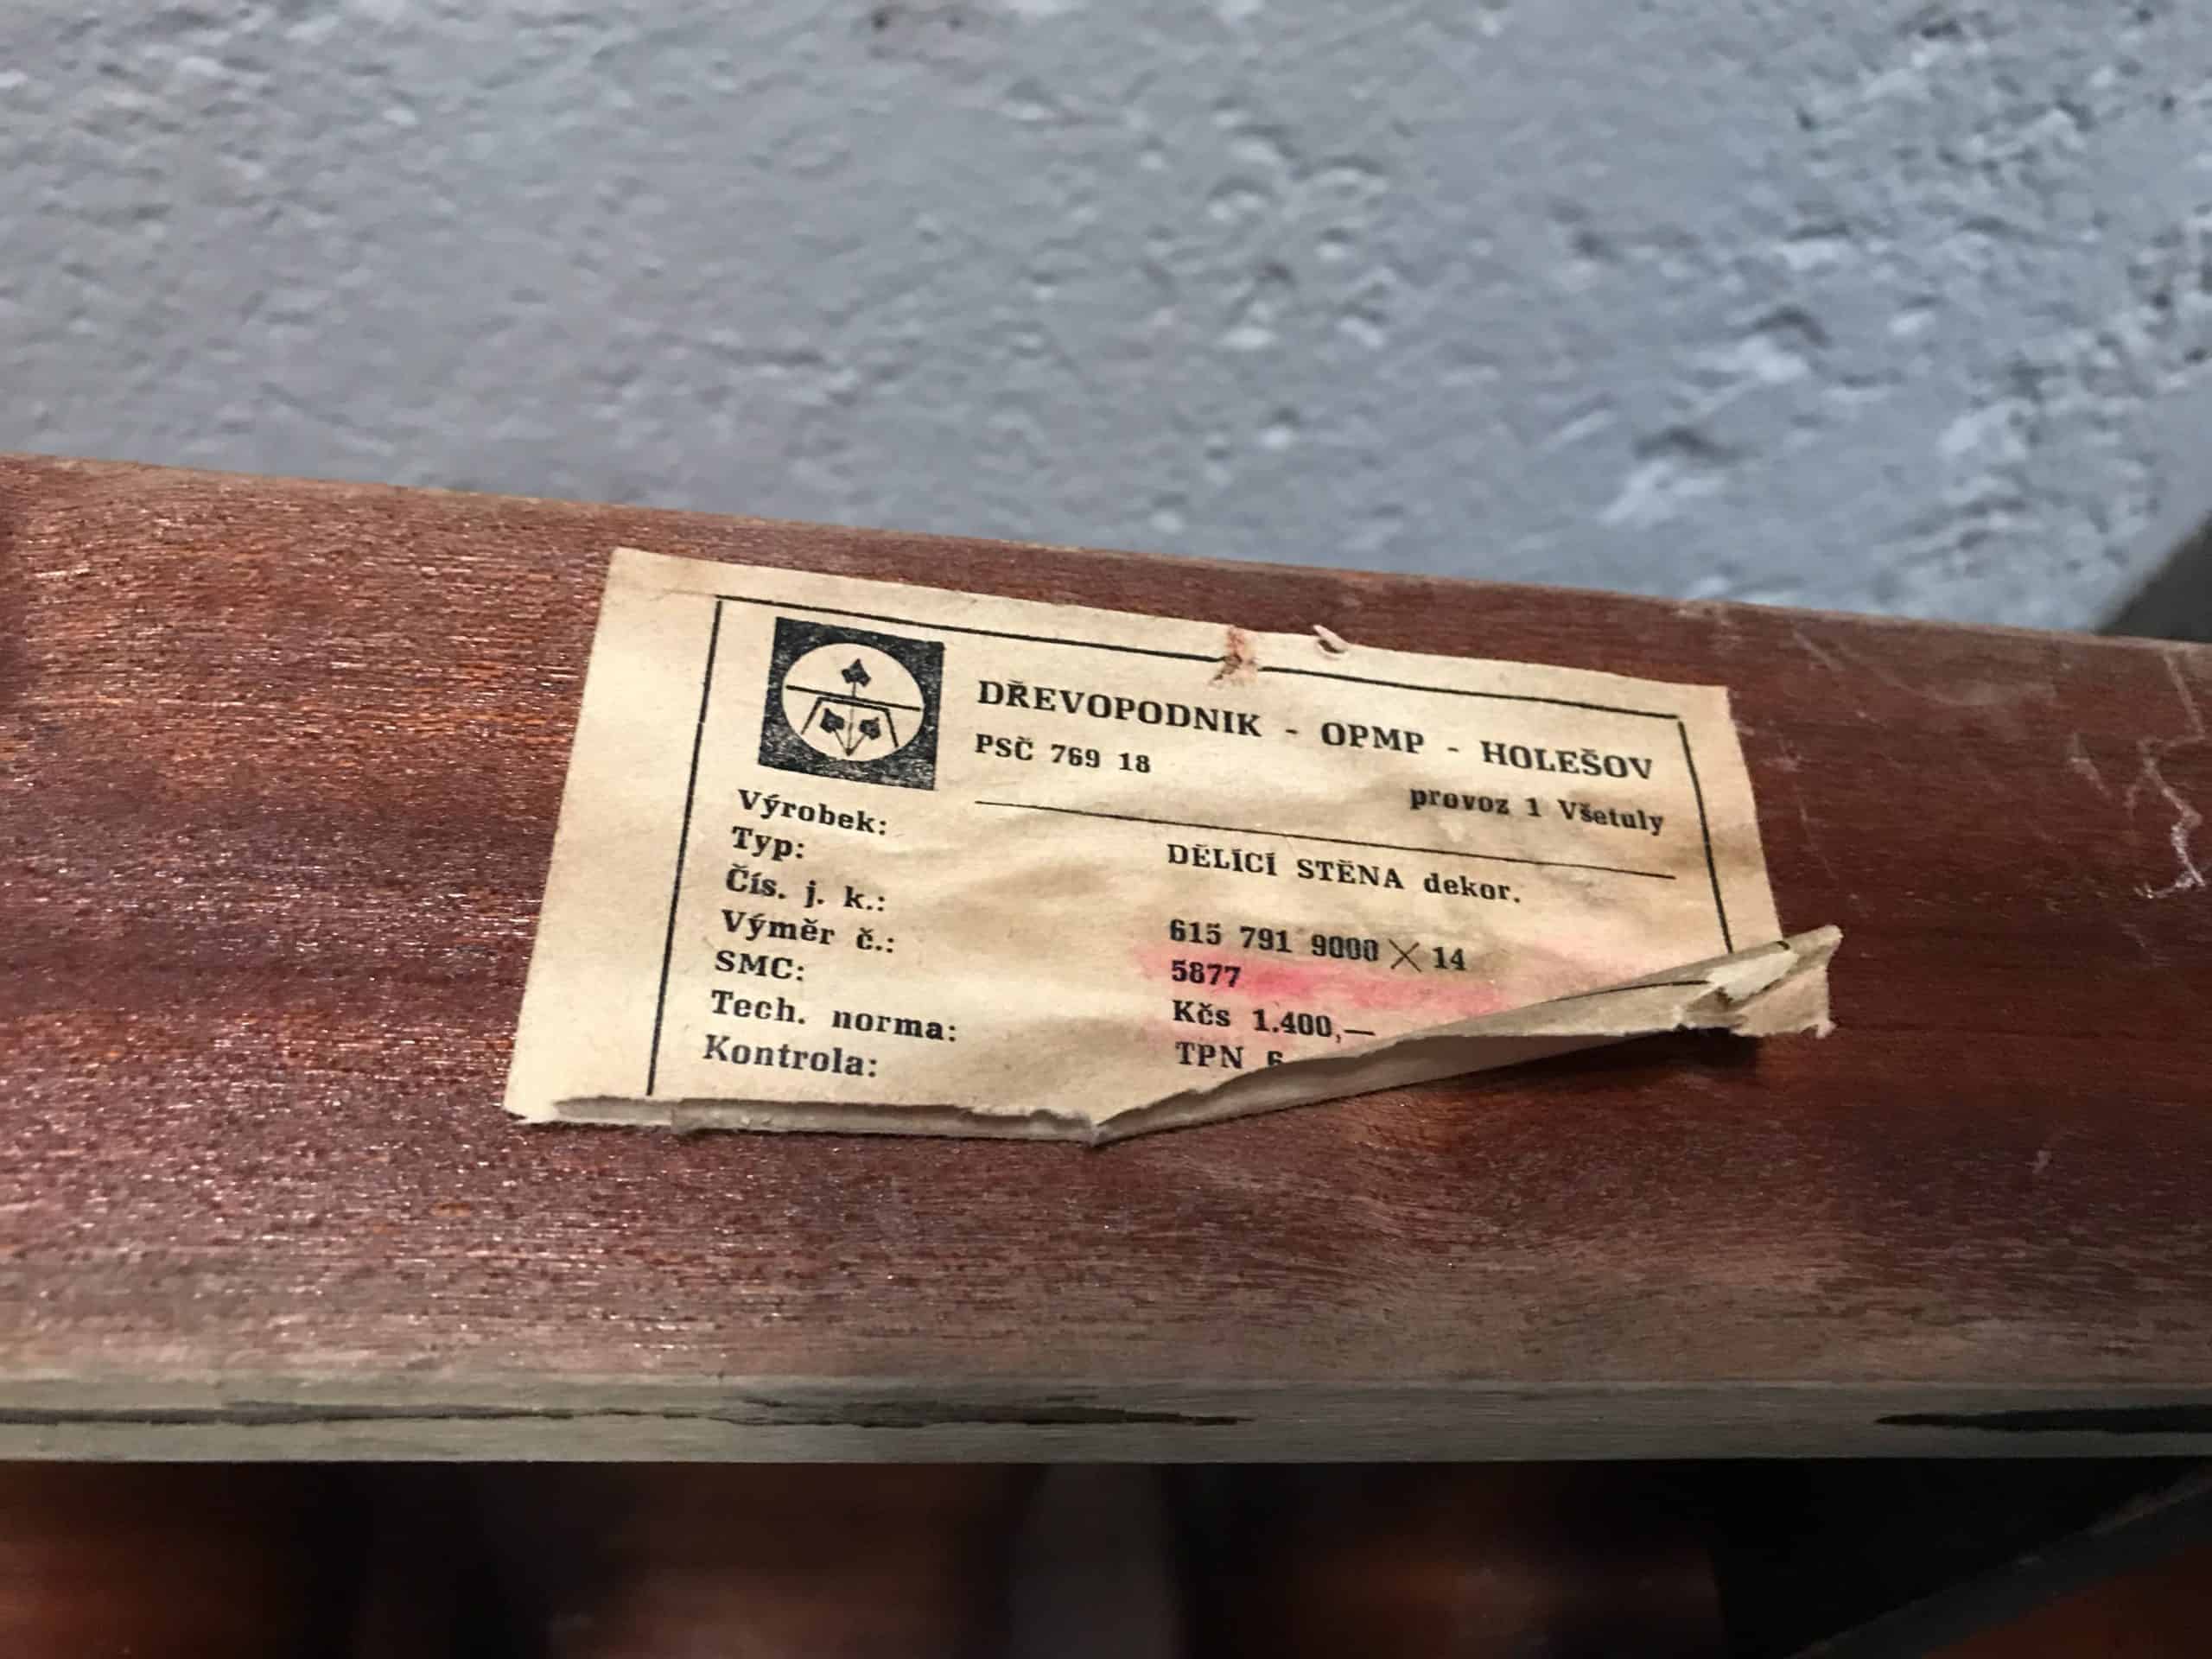 DŘEVOPODNIK - OPMP - HOLEŠOV
PSČ 769 18
provoz 1 Všetuly
Výrobek:
Typ: DĚLICÍ STĚNA dekor.
Čís. j. k.:
Výměr č.: 615 791 9000 X 14
SMC: 5877
Tech. norma: Kčs 1.400,—
Kontrola: TPN